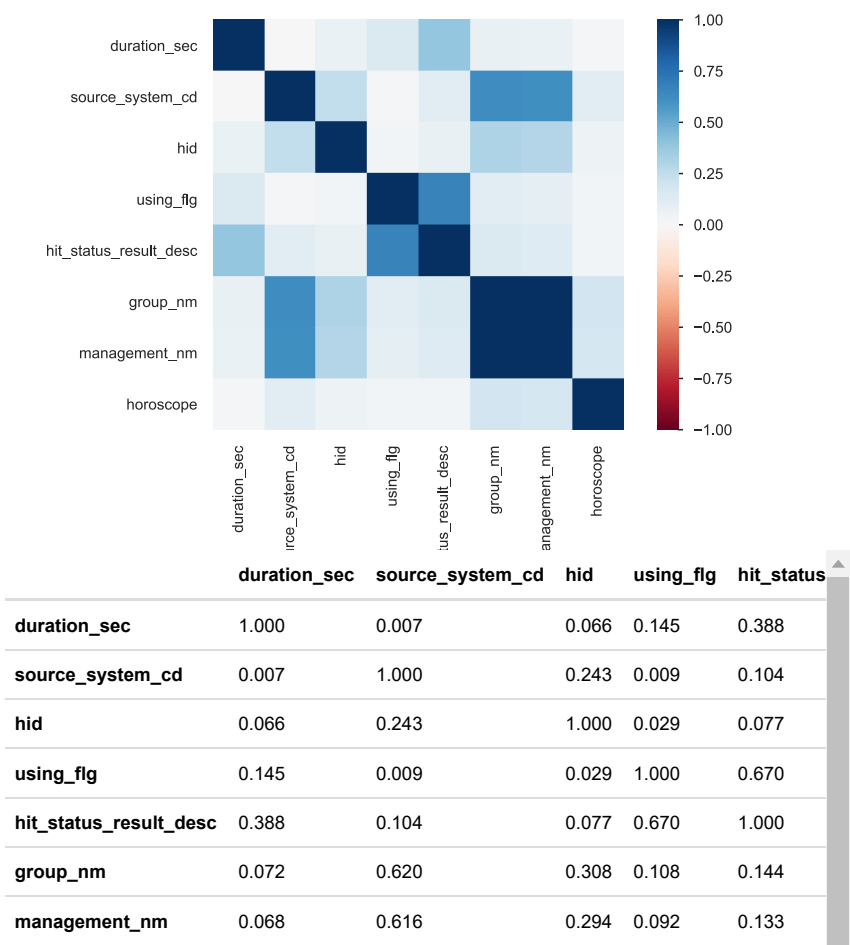 1.00
duration_sec
0.75
source_system_cd
0.50
hid
0.25
using_flg
0.00
hit_status_result_desc
−0.25
group_nm
−0.50
management_nm
−0.75
horoscope
−1.00
duration_sec
rce_system_cd
hid
using_flg
tus_result_desc
group_nm
anagement_nm
horoscope
duration_sec source_system_cd hid using_flg hit_status
duration_sec 1.000 0.007 0.066 0.145 0.388
source_system_cd 0.007 1.000 0.243 0.009 0.104
hid 0.066 0.243 1.000 0.029 0.077
using_flg 0.145 0.009 0.029 1.000 0.670
hit_status_result_desc 0.388 0.104 0.077 0.670 1.000
group_nm 0.072 0.620 0.308 0.108 0.144
management_nm 0.068 0.616 0.294 0.092 0.133